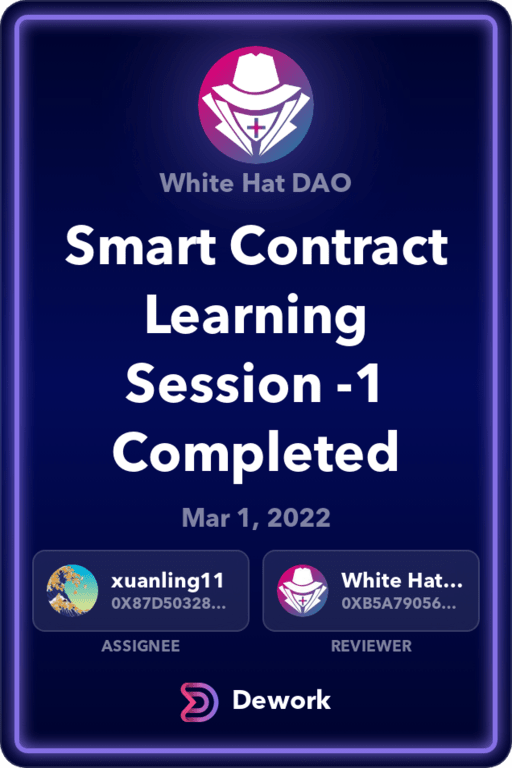 White Hat DAO
Smart Contract
Learning
Session -1
Completed
Mar 1, 2022
xuanling11
0X87D50328...
ASSIGNEE
White Hat...
0XB5A79056...
REVIEWER
Dework